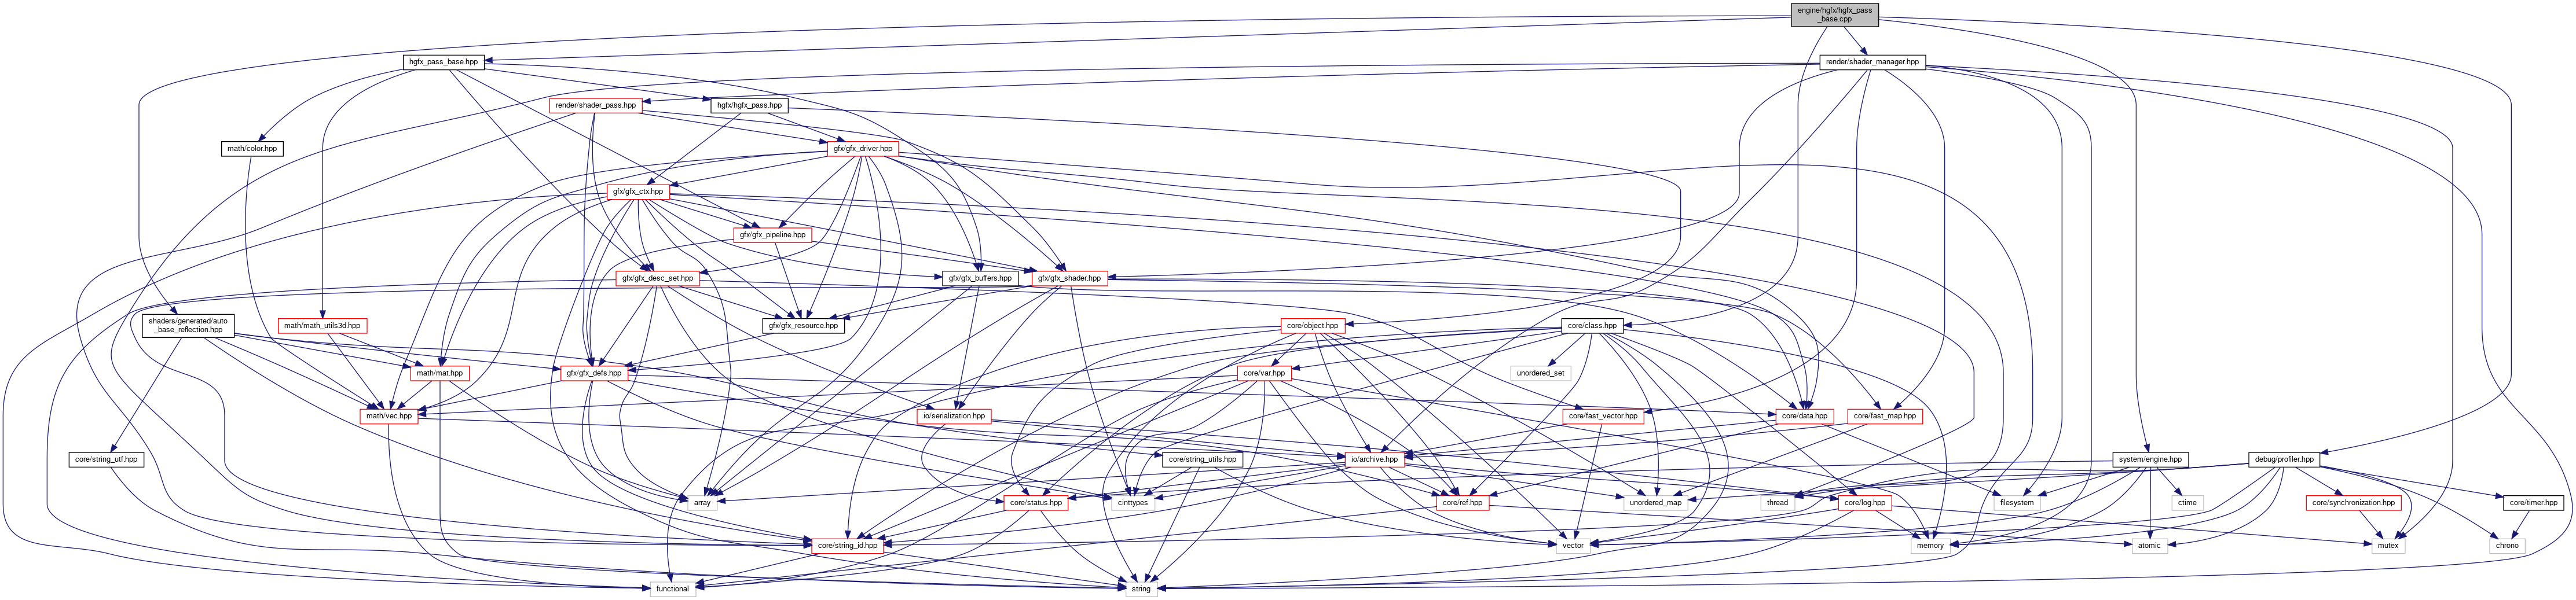 engine/hgfx/hgfx_pass
_base.cpp
hgfx_pass_base.hpp
render/shader_manager.hpp
render/shader_pass.hpp
hgfx/hgfx_pass.hpp
math/color.hpp
gfx/gfx_driver.hpp
gfx/gfx_ctx.hpp
gfx/gfx_pipeline.hpp
gfx/gfx_desc_set.hpp
gfx/gfx_buffers.hpp
gfx/gfx_shader.hpp
shaders/generated/auto
_base_reflection.hpp
math/math_utils3d.hpp
gfx/gfx_resource.hpp
core/object.hpp
core/class.hpp
math/mat.hpp
gfx/gfx_defs.hpp
core/var.hpp
unordered_set
math/vec.hpp
io/serialization.hpp
core/fast_vector.hpp
core/data.hpp
core/fast_map.hpp
core/string_utf.hpp
core/string_utils.hpp
io/archive.hpp
system/engine.hpp
debug/profiler.hpp
array
core/status.hpp
cinttypes
core/ref.hpp
unordered_map
thread
core/log.hpp
filesystem
ctime
core/synchronization.hpp
core/timer.hpp
core/string_id.hpp
vector
memory
atomic
mutex
chrono
functional
string